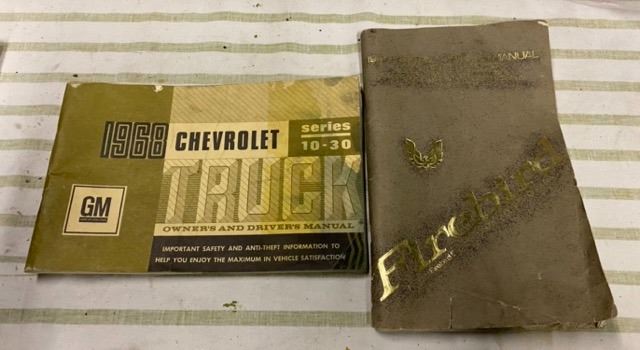 1968 CHEVROLET series
10-30
TRUCK
OWNER'S AND DRIVER'S MANUAL
GM
IMPORTANT SAFETY AND ANTI-THEFT INFORMATION TO
HELP YOU ENJOY THE MAXIMUM IN VEHICLE SATISFACTION
MANUAL
Firebird